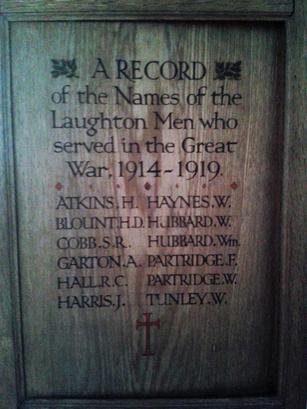 A RECORD
of the Names of the
Laughton Men who
served in the Great
War, 1914-1919.
ATKINS, H. HAYNES, W.
BLOUNT, H.D. HUBBARD, W.
COBB, S.R. HUBBARD, Wm.
GARTON, A. PARTRIDGE, F.
HALL, R.C. PARTRIDGE, W.
HARRIS, J. TUNLEY, W.